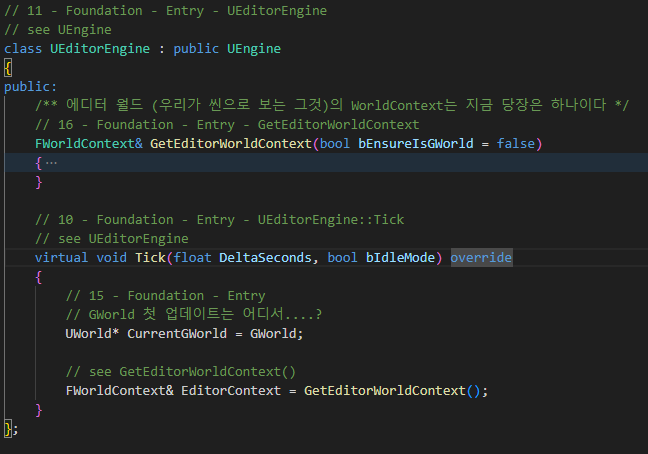 // 11 - Foundation - Entry - UEditorEngine
// see UEngine
class UEditorEngine : public UEngine
{
public:
/** 에디터 월드 (우리가 씬으로 보는 그것)의 WorldContext는 지금 당장은 하나이다 */
// 16 - Foundation - Entry - GetEditorWorldContext
FWorldContext& GetEditorWorldContext(bool bEnsureIsGWorld = false)
{ ⋯
}
// 10 - Foundation - Entry - UEditorEngine::Tick
// see UEditorEngine
virtual void Tick(float DeltaSeconds, bool bIdleMode) override
{
// 15 - Foundation - Entry
// GWorld 첫 업데이트는 어디서....?
UWorld* CurrentGWorld = GWorld;
// see GetEditorContext()
FWorldContext& EditorContext = GetEditorWorldContext();
}
};